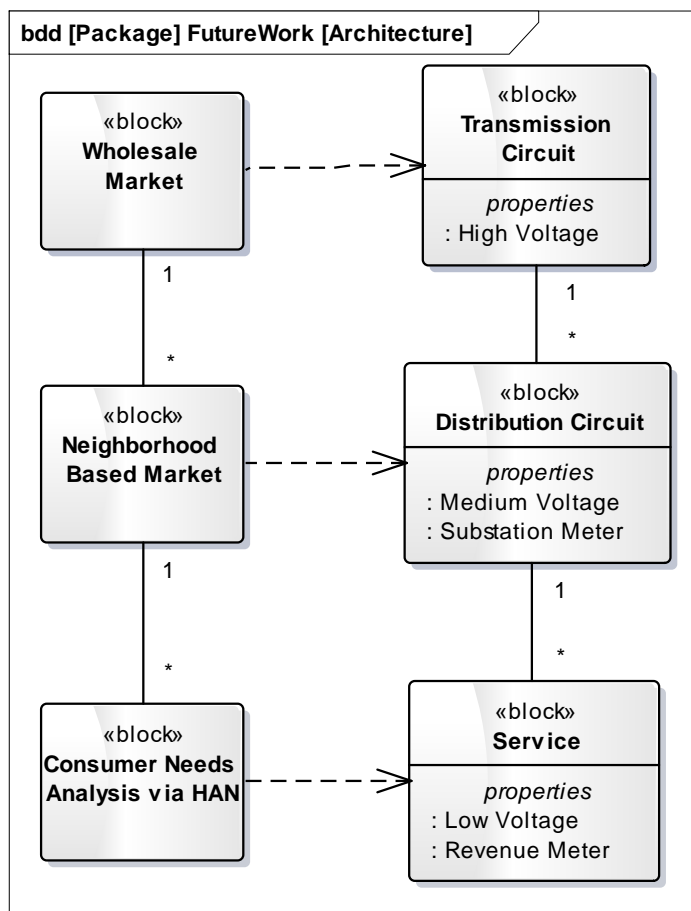 bdd [Package] FutureWork [Architecture]
«block»
Wholesale
Market
«block»
Transmission
Circuit
properties
: High Voltage
1
*
1
*
«block»
Neighborhood
Based Market
«block»
Distribution Circuit
properties
: Medium Voltage
: Substation Meter
1
*
1
*
«block»
Consumer Needs
Analysis via HAN
«block»
Service
properties
: Low Voltage
: Revenue Meter